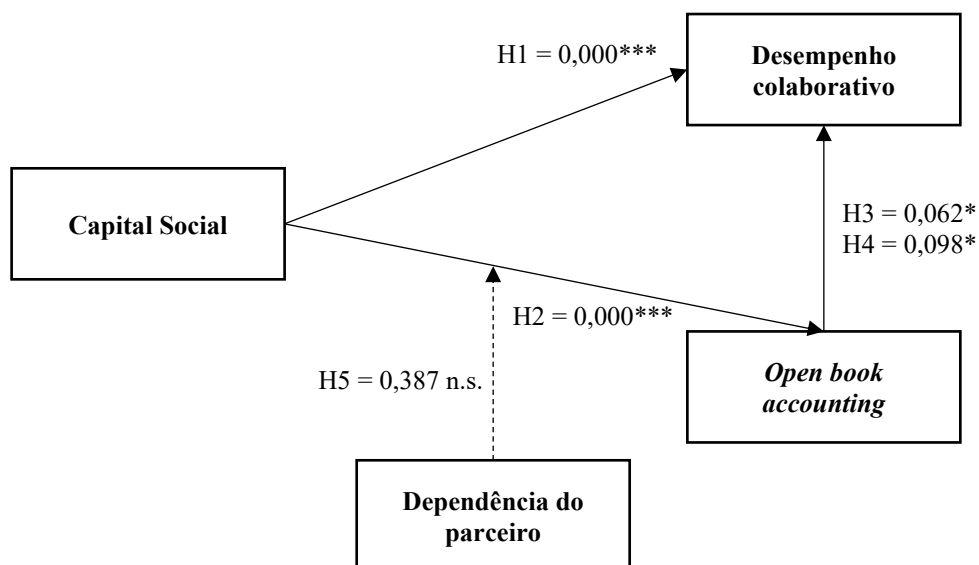 H1 = 0,000***
Desempenho
colaborativo
Capital Social
H3 = 0,062*
H4 = 0,098*
H2 = 0,000***
H5 = 0,387 n.s.
Open book
accounting
Dependência do
parceiro